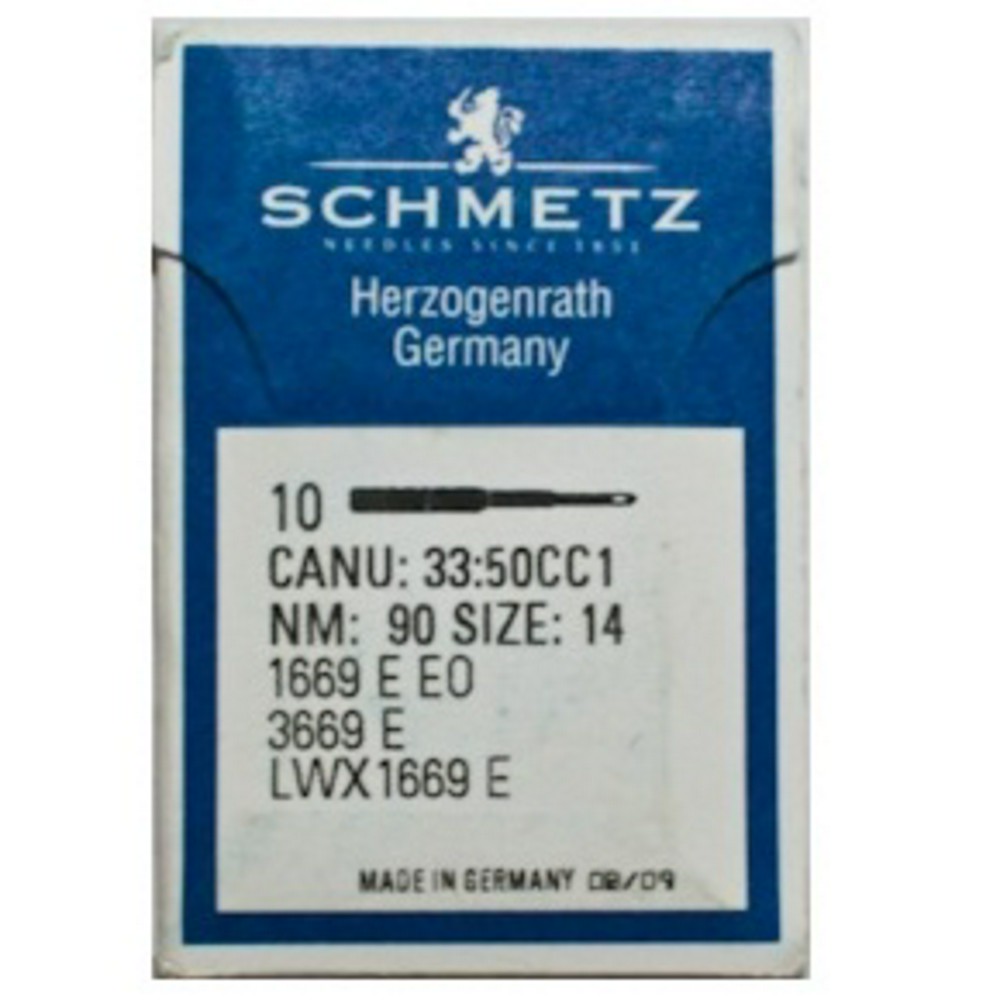 SCHMETZ
NEEDLES SINCE 1851
Herzogenrath
Germany
10
CANU: 33:50CC1
NM: 90 SIZE: 14
1669 E EO
3669 E
LWX1669 E
MADE IN GERMANY 08/09